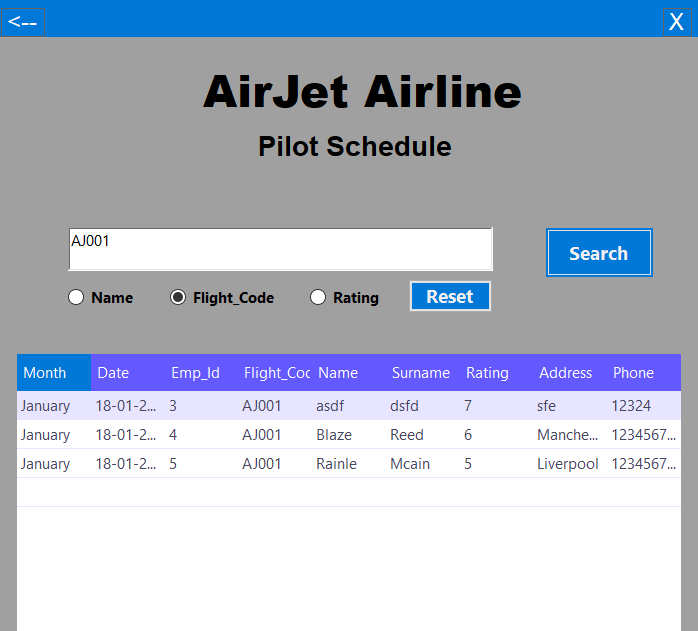 <-- X
AirJet Airline
Pilot Schedule
AJ001
Search
Name Flight_Code Rating Reset
Month Date Emp_Id Flight_Coc Name Surname Rating Address Phone
January 18-01-2... 3 AJ001 asdf dsfd 7 sfe 12324
January 18-01-2... 4 AJ001 Blaze Reed 6 Manche... 1234567...
January 18-01-2... 5 AJ001 Rainle Mcain 5 Liverpool 1234567...